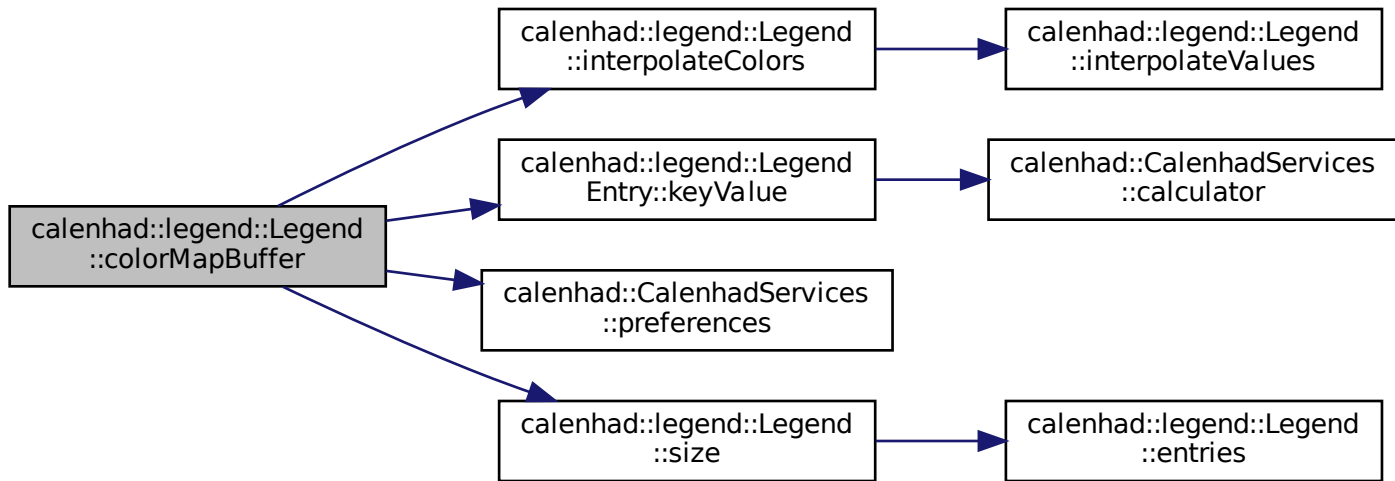 calenhad::legend::Legend
::interpolateColors
calenhad::legend::Legend
::interpolateValues
calenhad::legend::Legend
Entry::keyValue
calenhad::CalenhadServices
::calculator
calenhad::legend::Legend
::colorMapBuffer
calenhad::CalenhadServices
::preferences
calenhad::legend::Legend
::size
calenhad::legend::Legend
::entries